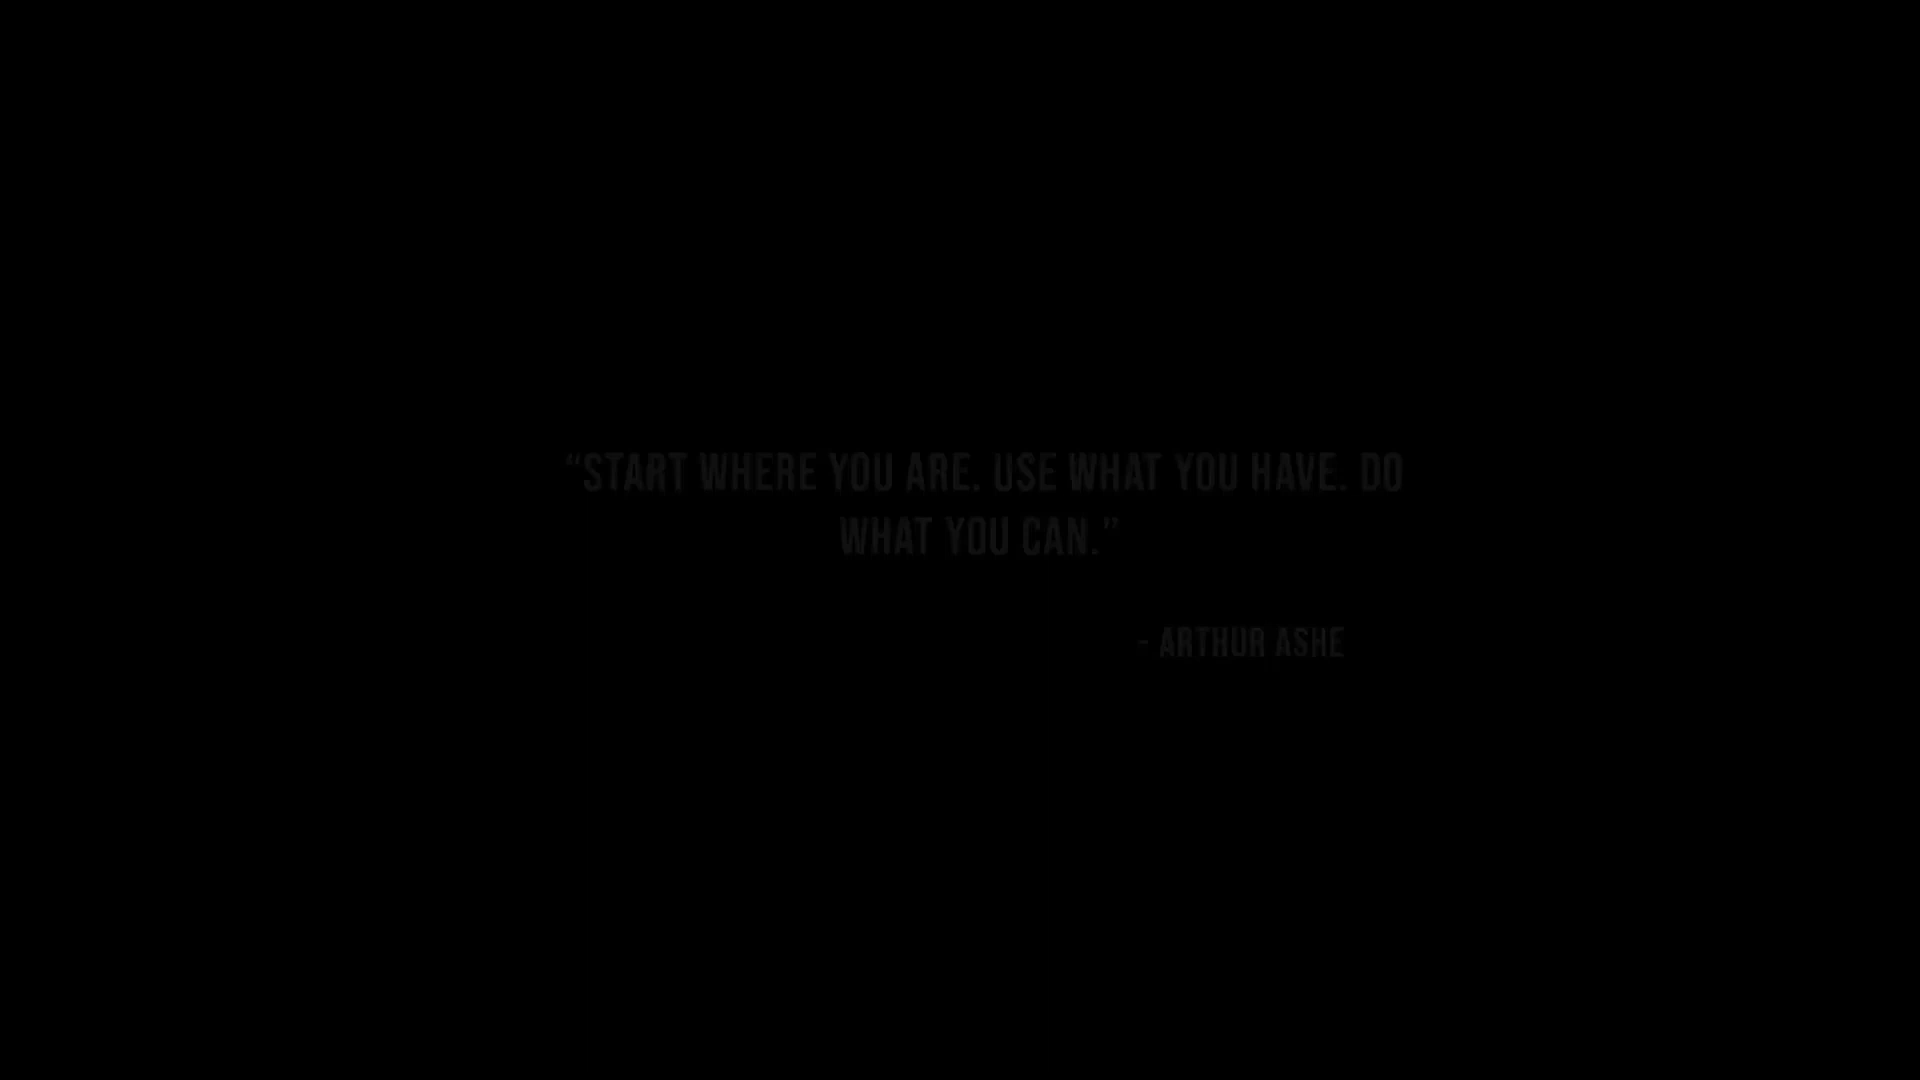 “START WHERE YOU ARE. USE WHAT YOU HAVE. DO
WHAT YOU CAN.”
- ARTHUR ASHE